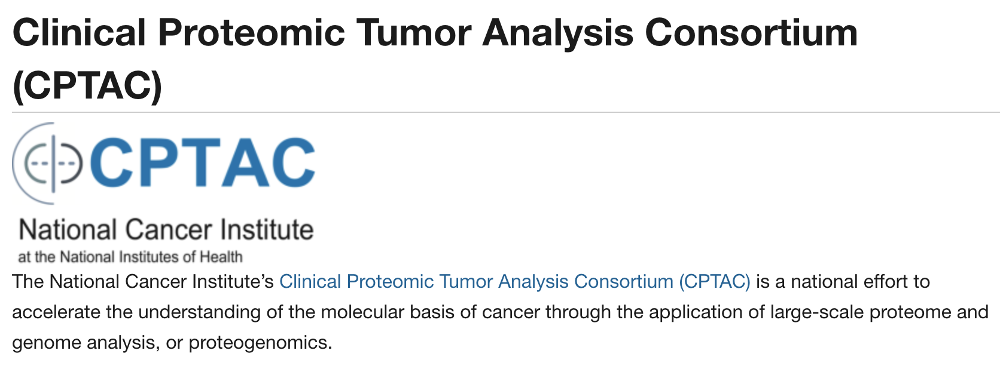 Clinical Proteomic Tumor Analysis Consortium
(CPTAC)
CPTAC
National Cancer Institute
at the National Institutes of Health
The National Cancer Institute’s Clinical Proteomic Tumor Analysis Consortium (CPTAC) is a national effort to
accelerate the understanding of the molecular basis of cancer through the application of large-scale proteome and
genome analysis, or proteogenomics.